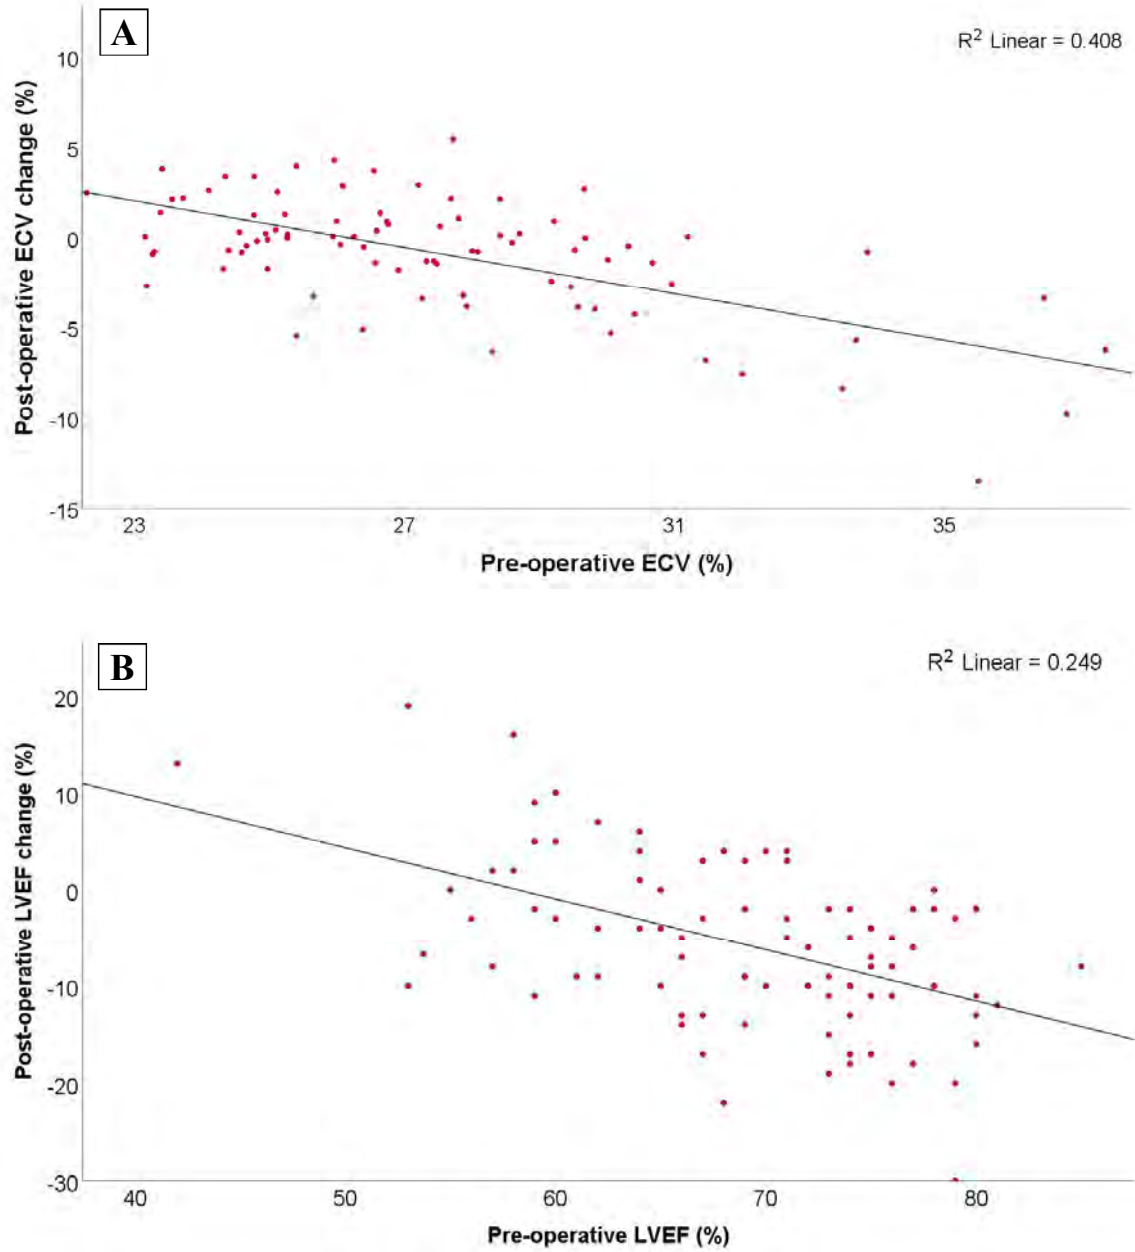 A
R² Linear = 0.408
10
5
0
-5
-10
-15
Post-operative ECV change (%)
23 27 31 35
Pre-operative ECV (%)
B
R² Linear = 0.249
20
10
0
-10
-20
-30
Post-operative LVEF change (%)
40 50 60 70 80
Pre-operative LVEF (%)